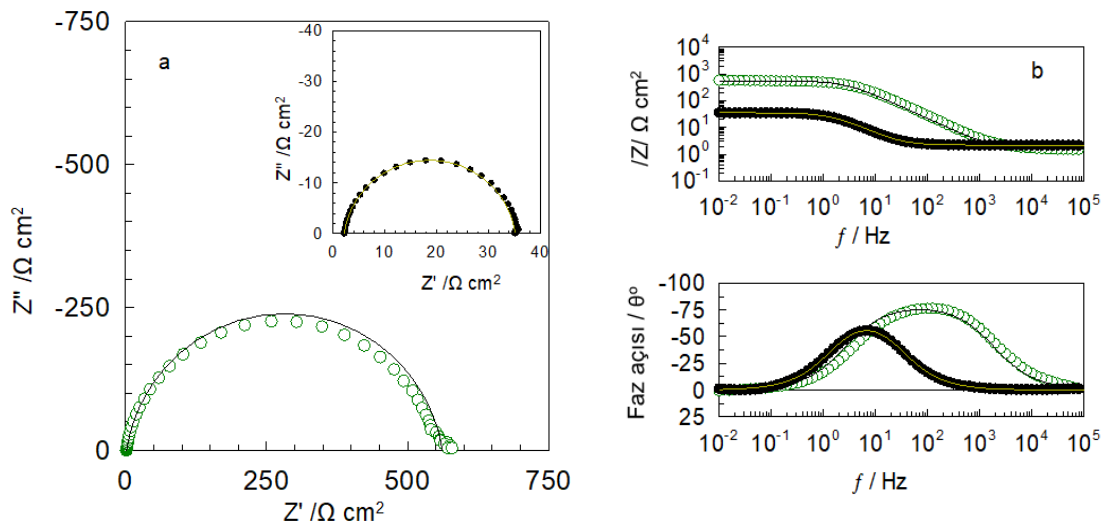 a
-750
-500
-250
0
Z" /Ω cm²
0 250 500 750
Z' /Ω cm²
-40
-30
-20
-10
0
Z" /Ω cm²
0 10 20 30 40
Z' /Ω cm²
b
10⁴
10³
10²
10¹
10⁰
10⁻¹
/Z/ Ω cm²
10⁻² 10⁻¹ 10⁰ 10¹ 10² 10³ 10⁴ 10⁵
f / Hz
-100
-75
-50
-25
0
25
Faz açısı / θº
10⁻² 10⁻¹ 10⁰ 10¹ 10² 10³ 10⁴ 10⁵
f / Hz